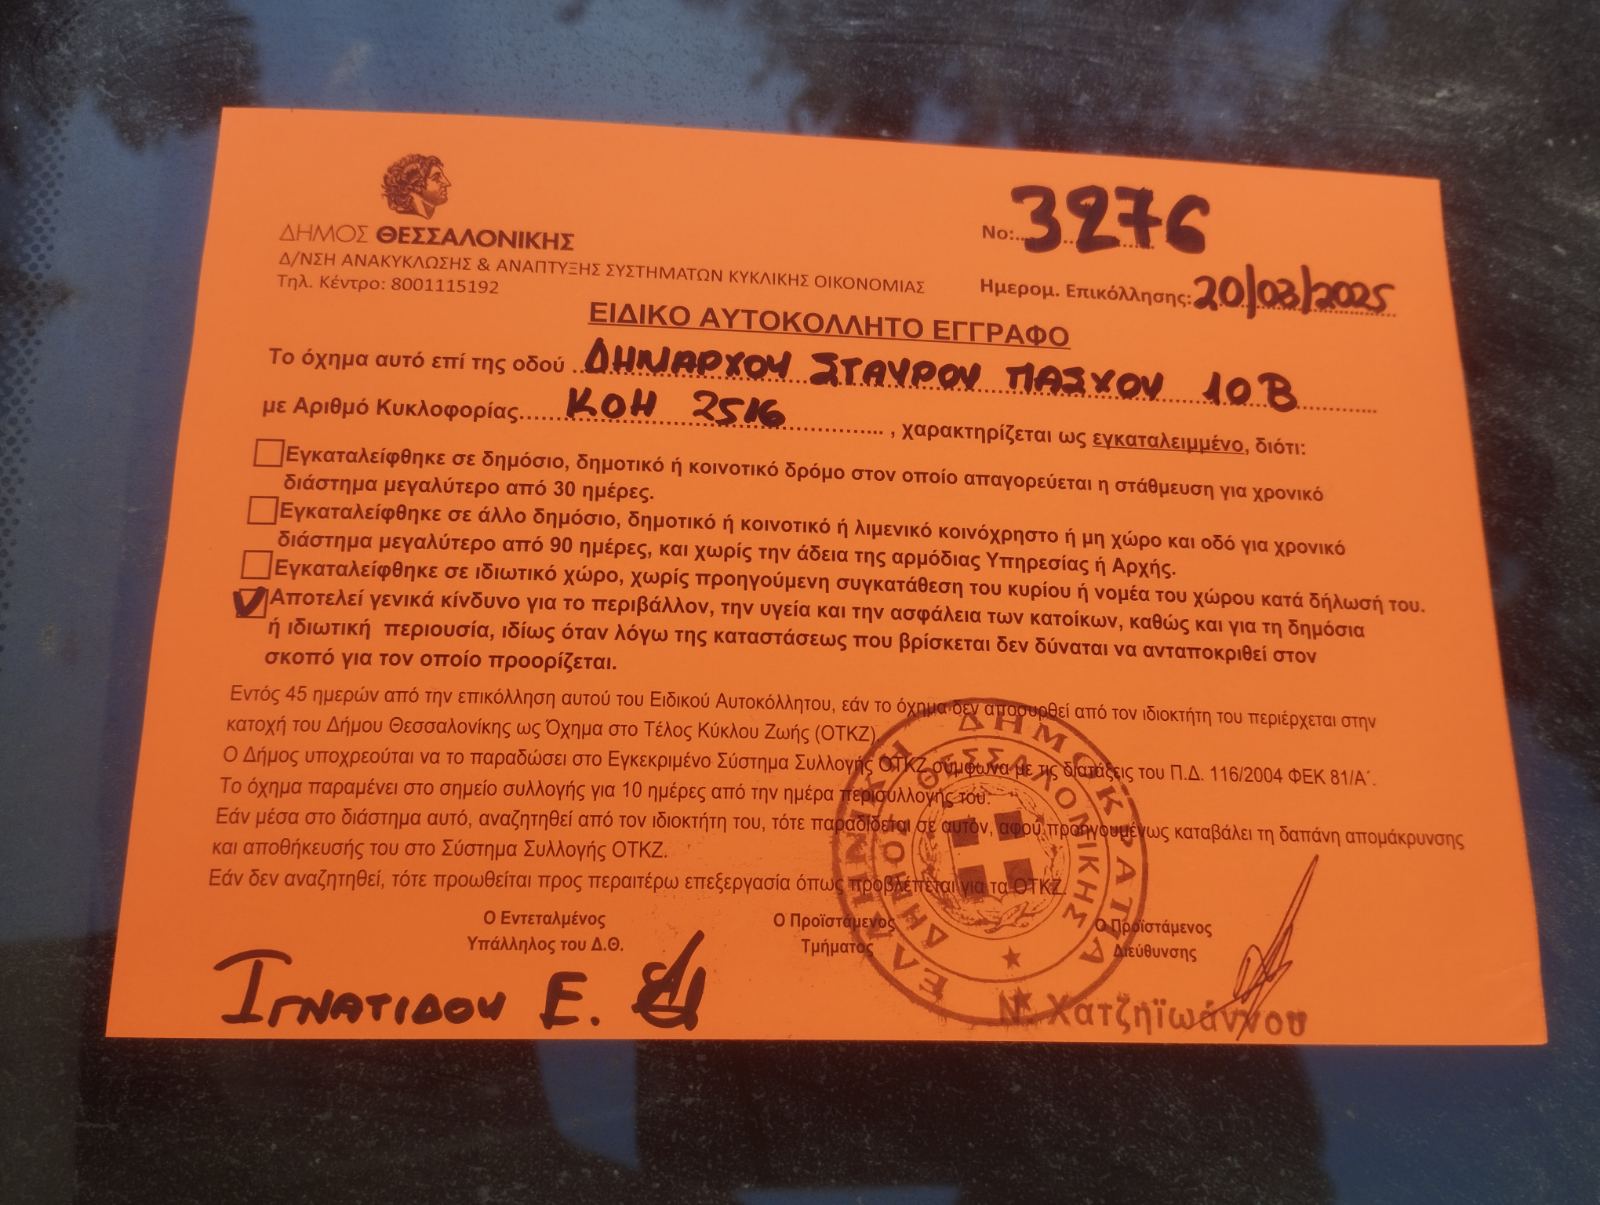 ΔΗΜΟΣ ΘΕΣΣΑΛΟΝΙΚΗΣ
Δ/ΝΣΗ ΑΝΑΚΥΚΛΩΣΗΣ & ΑΝΑΠΤΥΞΗΣ ΣΥΣΤΗΜΑΤΩΝ ΚΥΚΛΙΚΗΣ ΟΙΚΟΝΟΜΙΑΣ
Τηλ. Κέντρο: 8001115192
No: 3276
Ημερομ. Επικόλλησης: 20/03/2025
ΕΙΔΙΚΟ ΑΥΤΟΚΟΛΛΗΤΟ ΕΓΓΡΑΦΟ
Το όχημα αυτό επί της οδού ΔΗΜΑΡΧΟΥ ΣΤΑΥΡΟΥ ΠΑΣΧΟΥ 10Β
με Αριθμό Κυκλοφορίας ΚΟΗ 2516 , χαρακτηρίζεται ως εγκαταλειμμένο, διότι:
Εγκαταλείφθηκε σε δημόσιο, δημοτικό ή κοινοτικό δρόμο στον οποίο απαγορεύεται η στάθμευση για χρονικό
διάστημα μεγαλύτερο από 30 ημέρες.
Εγκαταλείφθηκε σε άλλο δημόσιο, δημοτικό ή κοινοτικό ή λιμενικό κοινόχρηστο ή μη χώρο και οδό για χρονικό
διάστημα μεγαλύτερο από 90 ημέρες, και χωρίς την άδεια της αρμόδιας Υπηρεσίας ή Αρχής.
Εγκαταλείφθηκε σε ιδιωτικό χώρο, χωρίς προηγούμενη συγκατάθεση του κυρίου ή νομέα του χώρου κατά δήλωσή του.
Αποτελεί γενικά κίνδυνο για το περιβάλλον, την υγεία και την ασφάλεια των κατοίκων, καθώς και για τη δημόσια
ή ιδιωτική περιουσία, ιδίως όταν λόγω της καταστάσεως που βρίσκεται δεν δύναται να ανταποκριθεί στον
σκοπό για τον οποίο προορίζεται.
Εντός 45 ημερών από την επικόλληση αυτού του Ειδικού Αυτοκόλλητου, εάν το όχημα δεν αποσυρθεί από τον ιδιοκτήτη του περιέρχεται στην
κατοχή του Δήμου Θεσσαλονίκης ως Όχημα στο Τέλος Κύκλου Ζωής (ΟΤΚΖ).
Ο Δήμος υποχρεούται να το παραδώσει στο Εγκεκριμένο Σύστημα Συλλογής ΟΤΚΖ σύμφωνα με τις διατάξεις του Π.Δ. 116/2004 ΦΕΚ 81/Α΄.
Το όχημα παραμένει στο σημείο συλλογής για 10 ημέρες από την ημέρα περισυλλογής του.
Εάν μέσα στο διάστημα αυτό, αναζητηθεί από τον ιδιοκτήτη του, τότε παραδίδεται σε αυτόν, αφού προηγουμένως καταβάλει τη δαπάνη απομάκρυνσης
και αποθήκευσής του στο Σύστημα Συλλογής ΟΤΚΖ.
Εάν δεν αναζητηθεί, τότε προωθείται προς περαιτέρω επεξεργασία όπως προβλέπεται για τα ΟΤΚΖ.
Ο Εντεταλμένος
Υπάλληλος του Δ.Θ.
Ο Προϊστάμενος
Τμήματος
Ο Προϊστάμενος
Διεύθυνσης
ΙΓΝΑΤΙΔΟΥ Ε.
Ν. Χατζηϊωάννου
ΕΛΛΗΝΙΚΗ ΔΗΜΟΚΡΑΤΙΑ
ΔΗΜΟΣ ΘΕΣΣΑΛΟΝΙΚΗΣ